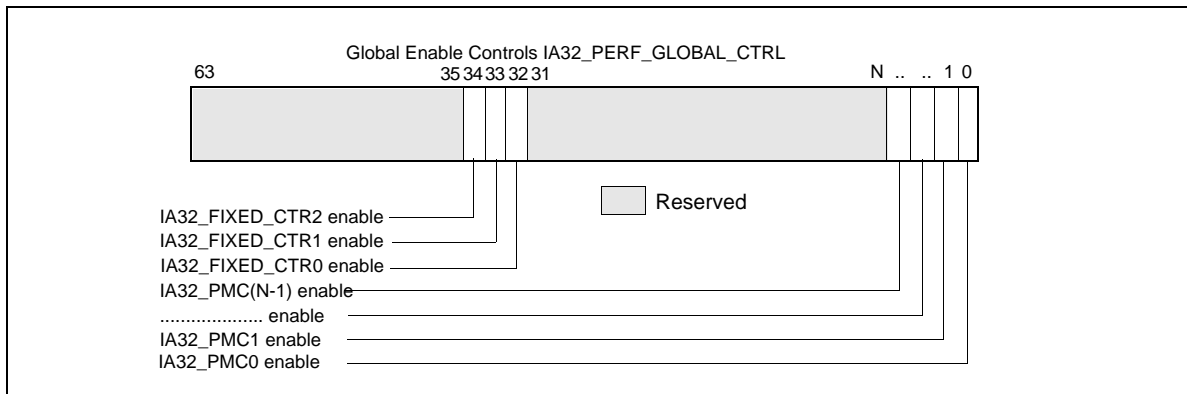 Global Enable Controls IA32_PERF_GLOBAL_CTRL
63 35 34 33 32 31 N .. .. 1 0
Reserved
IA32_FIXED_CTR2 enable
IA32_FIXED_CTR1 enable
IA32_FIXED_CTR0 enable
IA32_PMC(N-1) enable
.................... enable
IA32_PMC1 enable
IA32_PMC0 enable